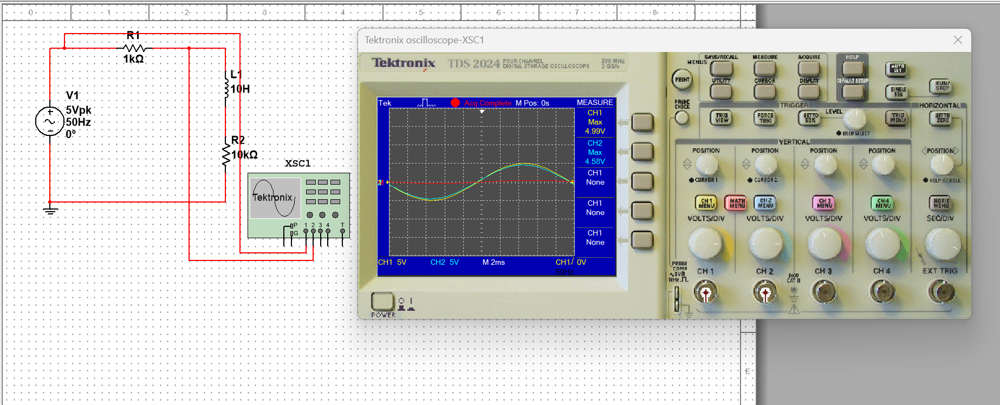 0 1 2 3 4 5 6 7 8
R1
1kΩ
L1
10H
V1
5Vpk
50Hz
0°
R2
10kΩ
XSC1
Tektronix
P 1 2 3 4 T
G
E
Tektronix oscilloscope-XSC1
Tektronix TDS 2024 FOUR CHANNEL DIGITAL STORAGE OSCILLOSCOPE 200 MHz 2 GS/s
Tek Acq Complete M Pos: 0s MEASURE
CH1
Max
4.99V
CH2
Max
4.58V
CH1
None
CH1
None
CH1
None
CH1 5V CH2 5V M 2ms CH1 0V
50Hz
POWER
MENUS
SAVE/RECALL MEASURE ACQUIRE HELP
UTILITY CURSOR DISPLAY DEFAULT SETUP
PRINT
AUTO SET
SINGLE SEQ
RUN/STOP
PROBE CHECK
TRIGGER
TRIG VIEW
FORCE TRIG
SET TO 50%
LEVEL
USER SELECT
TRIG MENU
HORIZONTAL
SET TO ZERO
VERTICAL
POSITION POSITION POSITION POSITION POSITION
CURSOR 1 CURSOR 2 HELP SCROLL
CH 1 MENU
MATH MENU
CH 2 MENU
CH 3 MENU
CH 4 MENU
HORIZ MENU
VOLTS/DIV VOLTS/DIV VOLTS/DIV VOLTS/DIV SEC/DIV
PROBE COMP
~5V@
1kHz
CH 1 CH 2 CH 3 CH 4 EXT TRIG
300V
CAT II